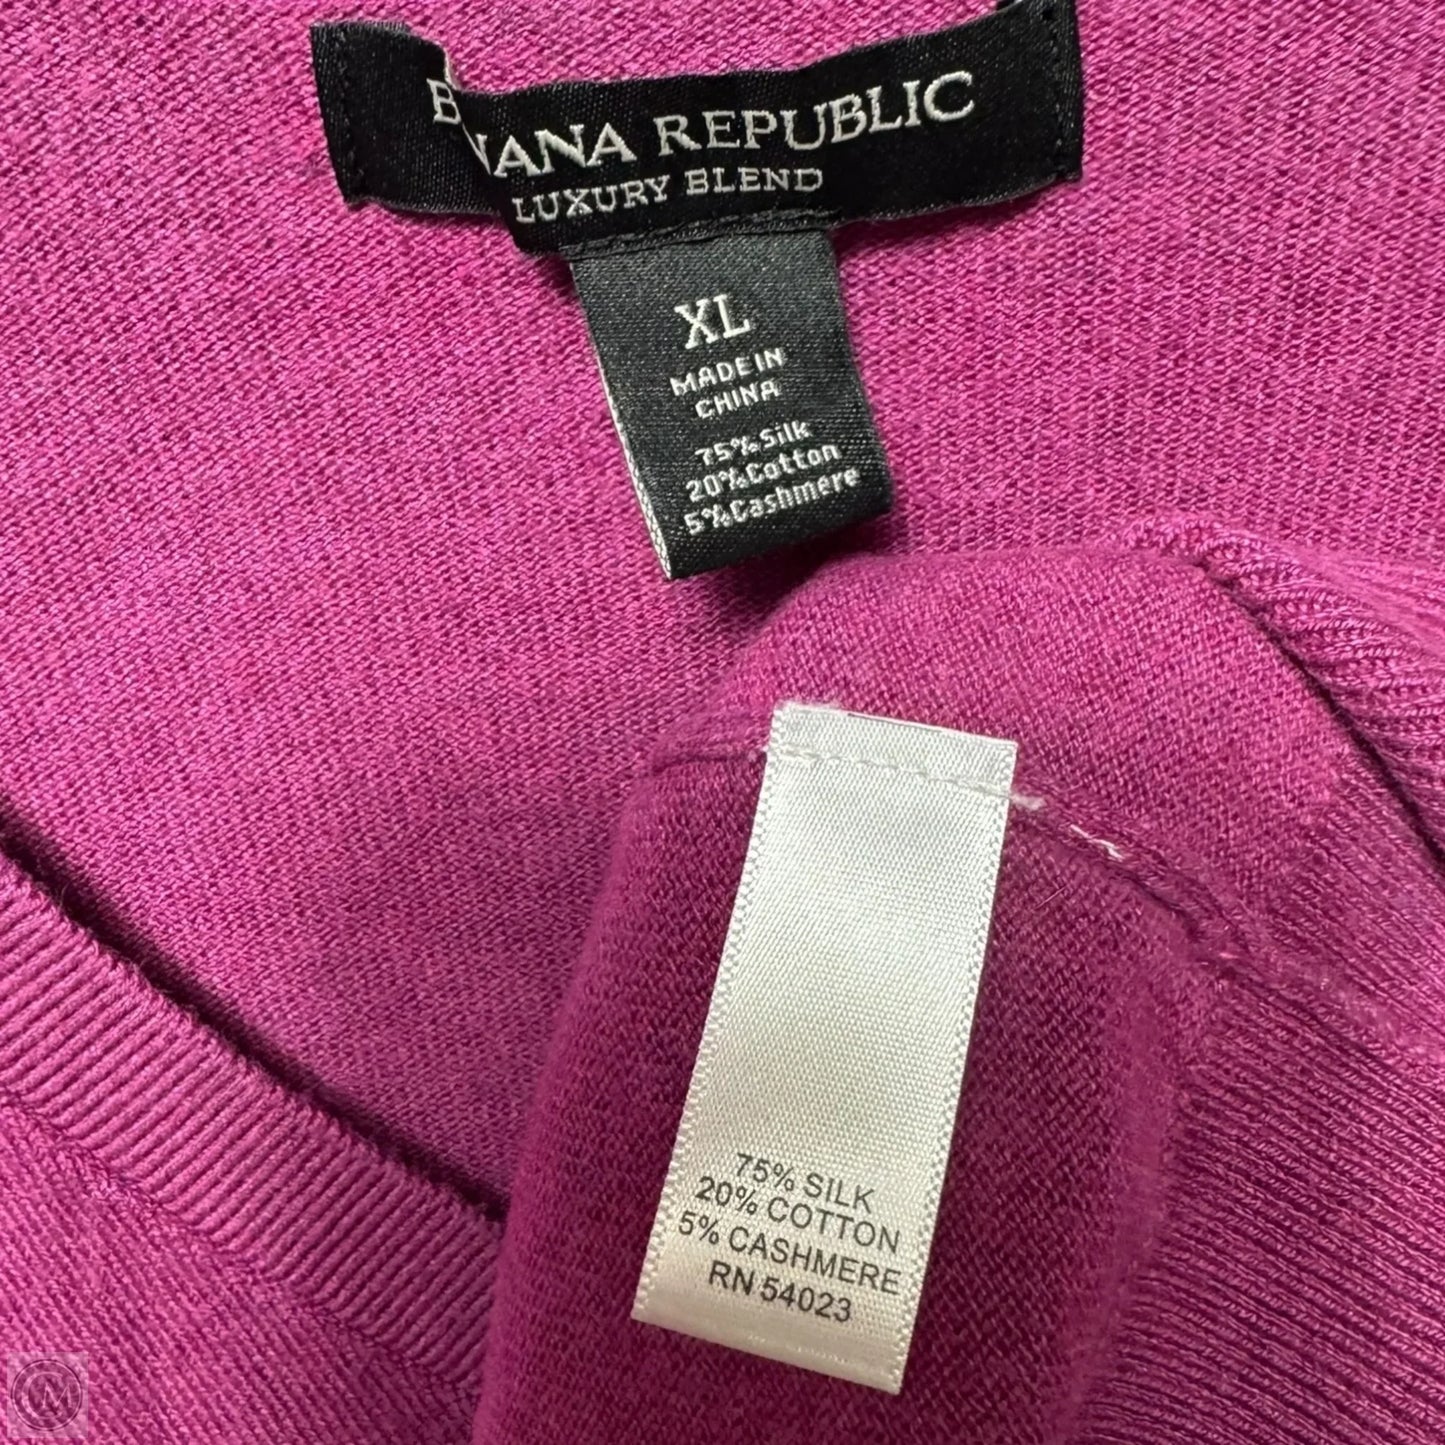 BANANA REPUBLIC
LUXURY BLEND
XL
MADE IN
CHINA
75% Silk
20% Cotton
5% Cashmere
75% SILK
20% COTTON
5% CASHMERE
RN 54023